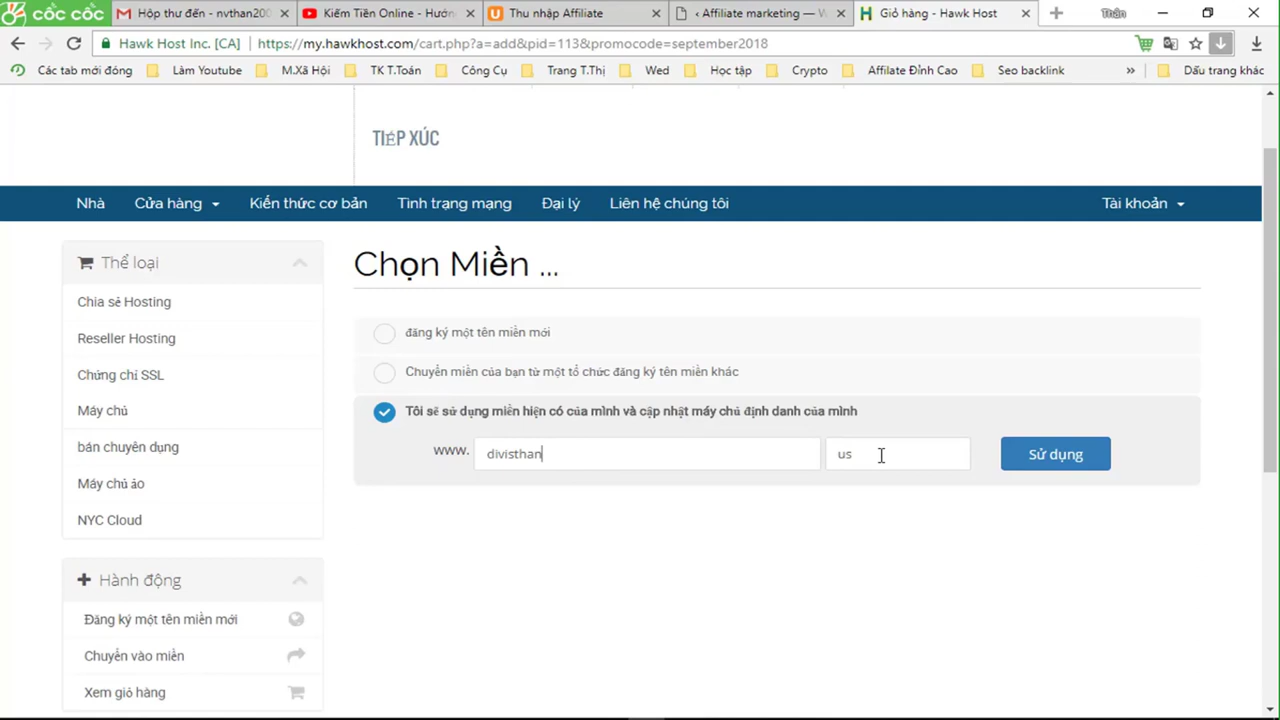 cốc cốc
Hộp thư đến - nvthan200
Kiếm Tiền Online - Hướn
Thu nhập Affiliate
‹ Affiliate marketing — W
Giỏ hàng - Hawk Host
Thân
Hawk Host Inc. [CA]
https://my.hawkhost.com/cart.php?a=add&pid=113&promocode=september2018
Các tab mới đóng
Làm Youtube
M.Xã Hội
TK T.Toán
Công Cụ
Trang T.Thị
Wed
Học tập
Crypto
Affilate Đỉnh Cao
Seo backlink
»
Dấu trang khác
TIẾP XÚC
Nhà
Cửa hàng
Kiến thức cơ bản
Tình trạng mạng
Đại lý
Liên hệ chúng tôi
Tài khoản
Thể loại
Chia sẻ Hosting
Reseller Hosting
Chứng chỉ SSL
Máy chủ
bán chuyên dụng
Máy chủ ảo
NYC Cloud
Hành động
Đăng ký một tên miền mới
Chuyển vào miền
Xem giỏ hàng
Chọn Miền ...
đăng ký một tên miền mới
Chuyển miền của bạn từ một tổ chức đăng ký tên miền khác
Tôi sẽ sử dụng miền hiện có của mình và cập nhật máy chủ định danh của mình
www.
divisthan
us
Sử dụng